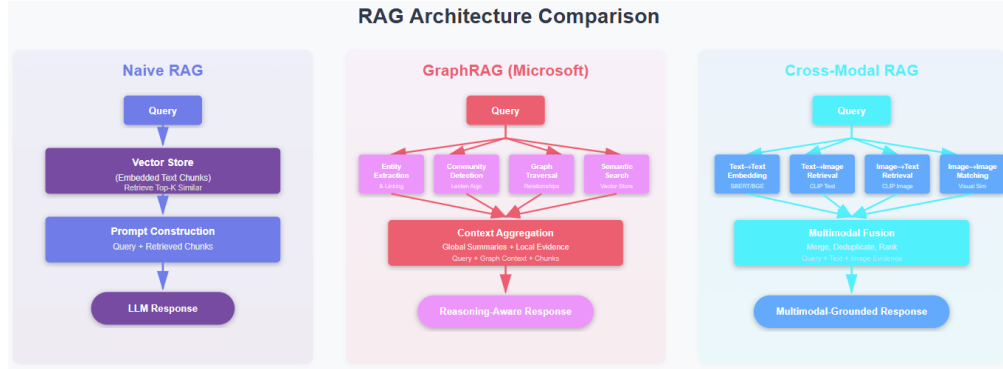 RAG Architecture Comparison
Naive RAG
Query
Vector Store
(Embedded Text Chunks)
Retrieve Top-K Similar
Prompt Construction
Query + Retrieved Chunks
LLM Response
GraphRAG (Microsoft)
Query
Entity
Extraction
& Linking
Community
Detection
Leiden Algo
Graph
Traversal
Relationships
Semantic
Search
Vector Store
Context Aggregation
Global Summaries + Local Evidence
Query + Graph Context + Chunks
Reasoning-Aware Response
Cross-Modal RAG
Query
Text→Text
Embedding
SBERT/BGE
Text→Image
Retrieval
CLIP Text
Image→Text
Retrieval
CLIP Image
Image→Image
Matching
Visual Sim
Multimodal Fusion
Merge, Deduplicate, Rank
Query + Text + Image Evidence
Multimodal-Grounded Response